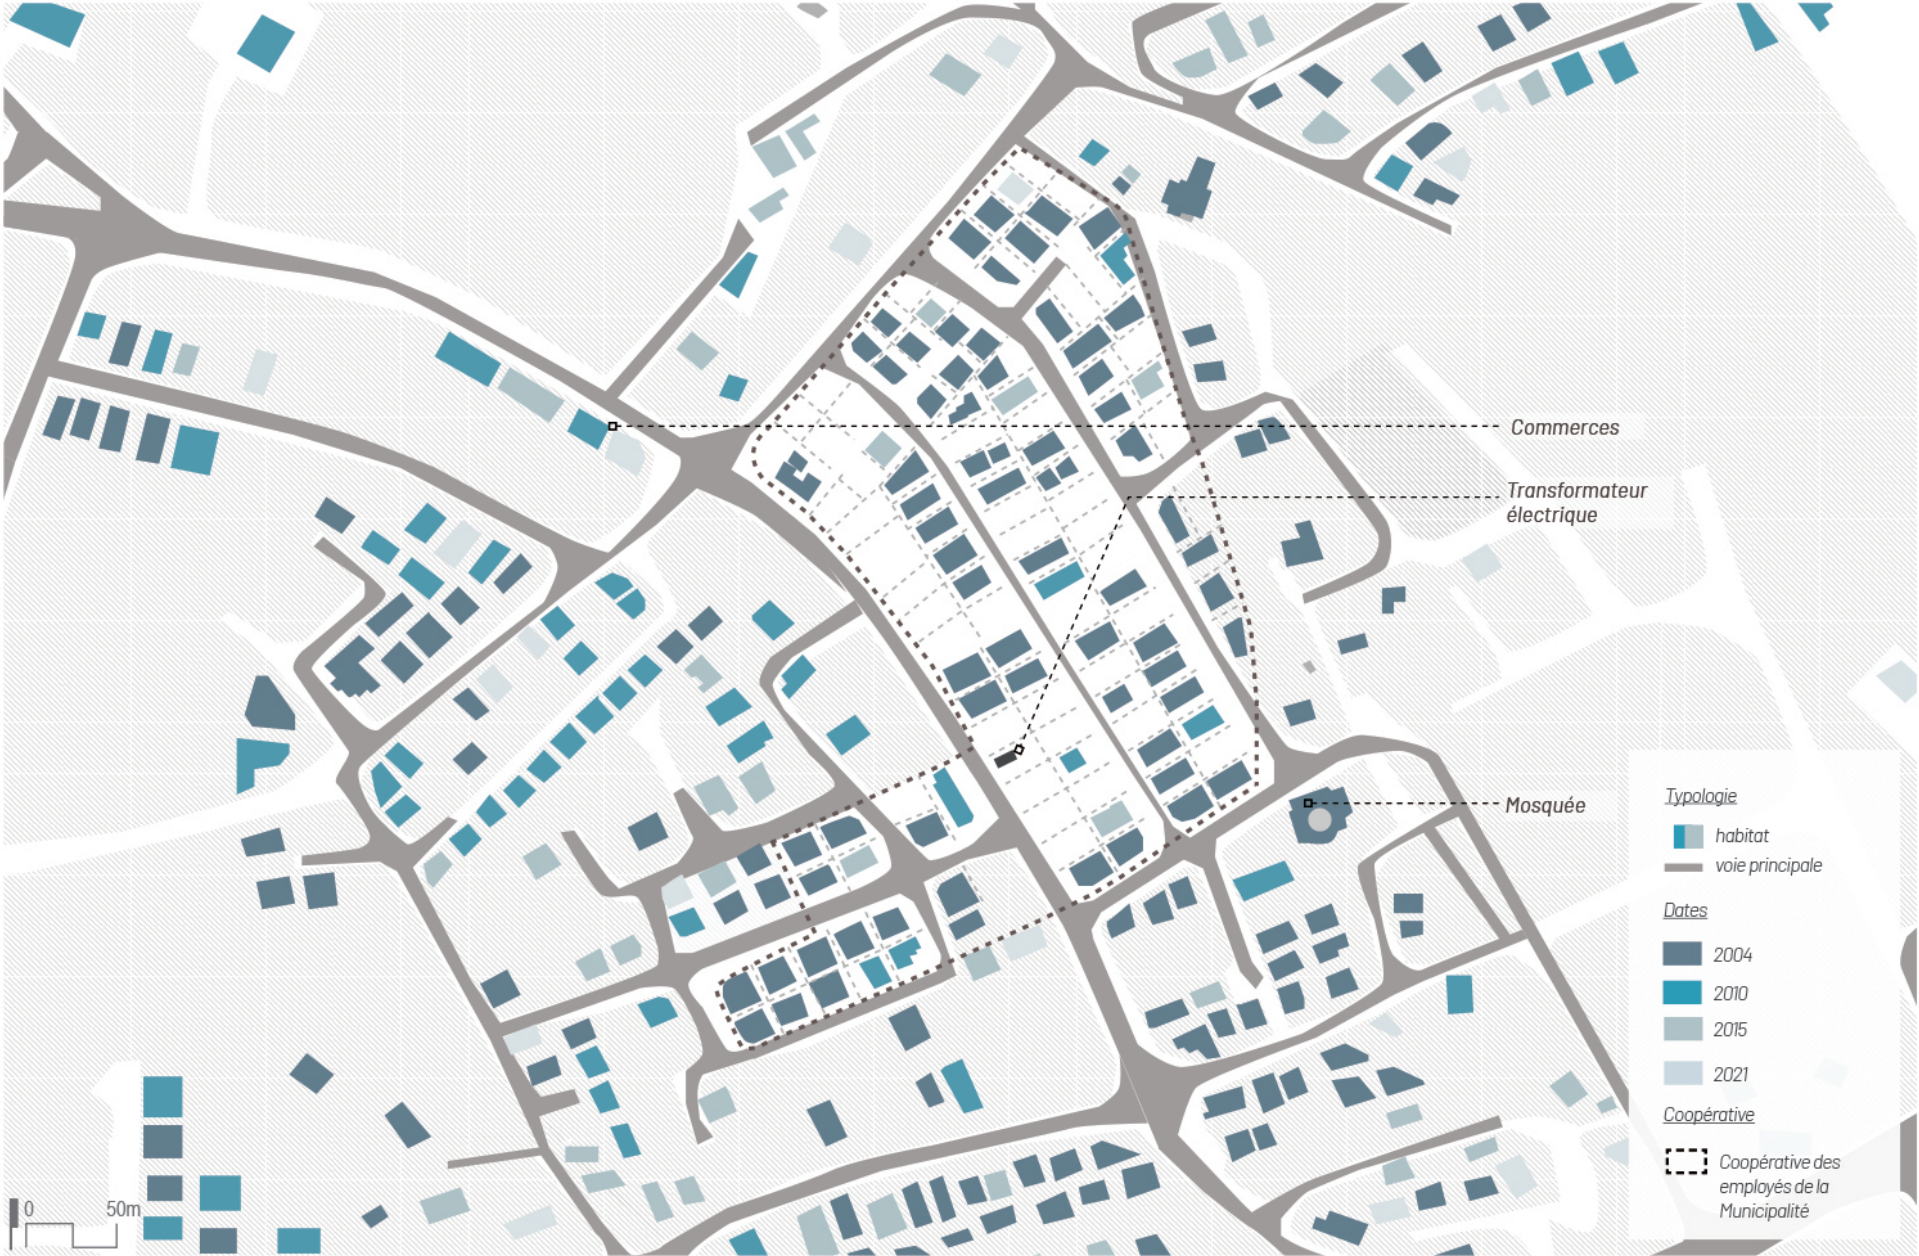 Commerces
Transformateur
électrique
Mosquée
Typologie
habitat
voie principale
Dates
2004
2010
2015
2021
Coopérative
Coopérative des
employés de la
Municipalité
0 50m